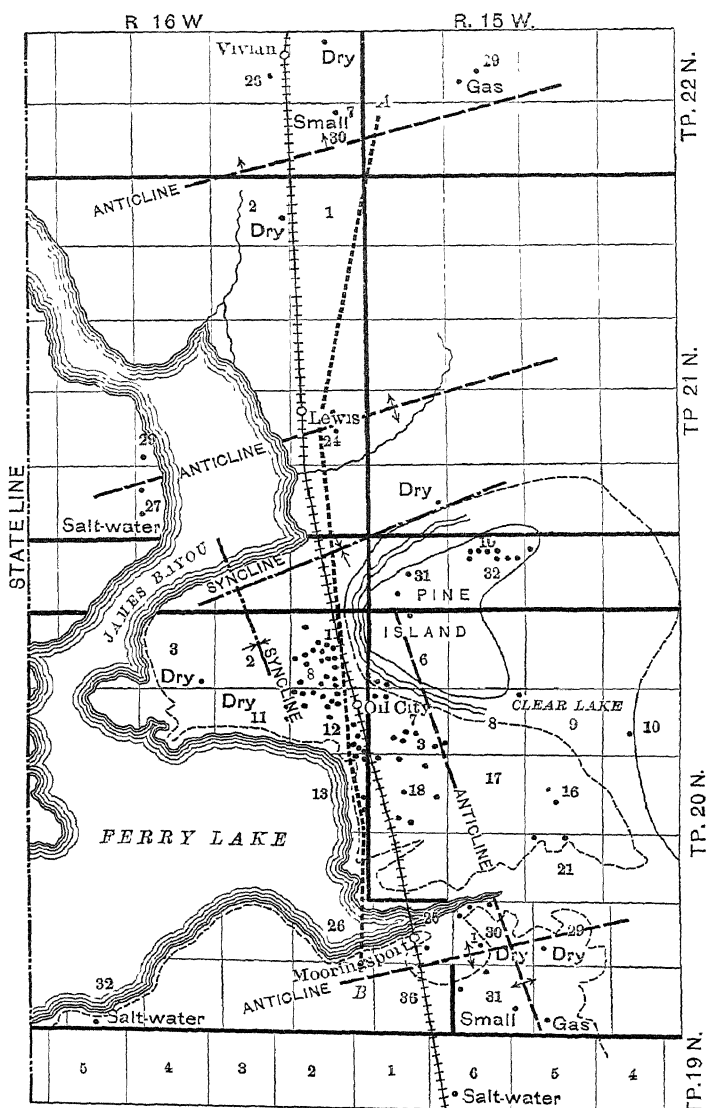 R 16 W
R. 15 W.
Vivian
Dry
29
26
Gas
7
A
Small
30
TP. 22 N.
ANTICLINE
2
1
Dry
TP 21 N.
Lewis
24
29
ANTICLINE
27
Dry
Salt-water
STATE LINE
JAMES BAYOU
SYNCLINE
10
32
31
PINE
ISLAND
3
2
SYNCLINE
8
6
Dry
Dry
11
12
Oil City
7
3
8
CLEAR LAKE
9
10
13
18
17
16
ANTICLINE
FERRY LAKE
21
TP. 20 N.
26
25
30
29
Mooringsport
Dry
Dry
32
ANTICLINE
B
36
31
Salt-water
Small
Gas
5
4
3
2
1
6
5
4
Salt-water
TP. 19 N.